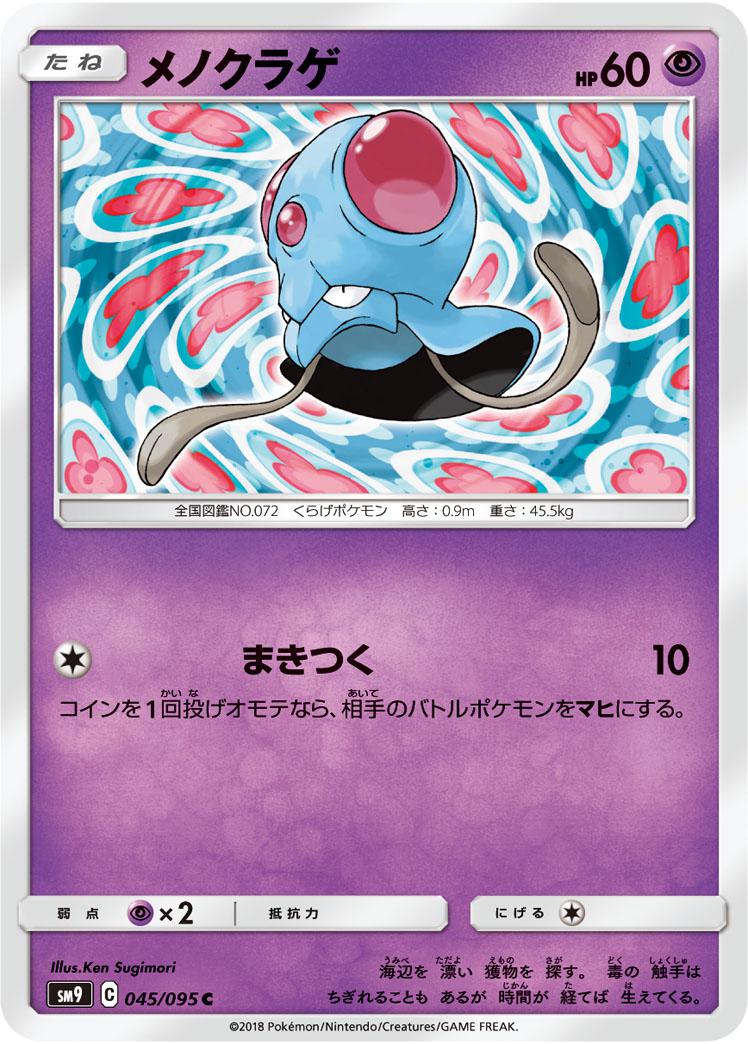 たね メノクラゲ HP60
全国図鑑NO.072 くらげポケモン 高さ:0.9m 重さ:45.5kg
まきつく 10
コインを1回投げオモテなら、相手のバトルポケモンをマヒにする。
弱点 ×2 抵抗力 にげる
Illus.Ken Sugimori
海辺を 漂い 獲物を 探す。 毒の 触手は
ちぎれることも あるが 時間が 経てば 生えてくる。
SM9 C 045/095 C
©2018 Pokémon/Nintendo/Creatures/GAME FREAK.